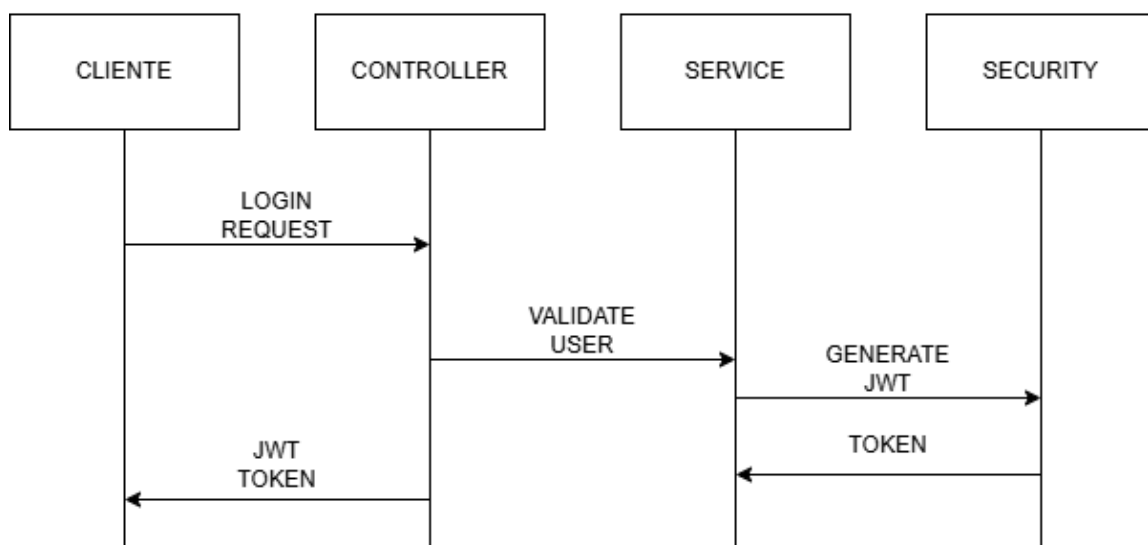 CLIENTE
CONTROLLER
SERVICE
SECURITY
LOGIN
REQUEST
VALIDATE
USER
GENERATE
JWT
TOKEN
JWT
TOKEN